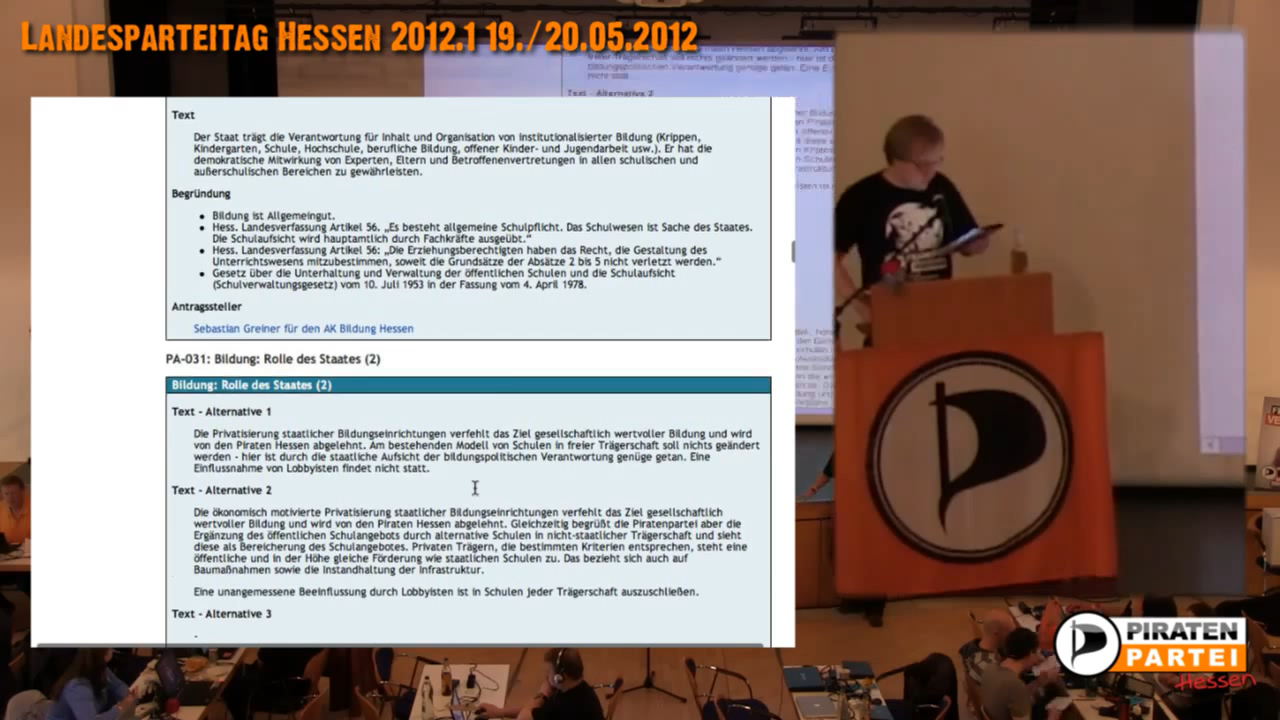 LANDESPARTEITAG HESSEN 2012.1 19./20.05.2012
Text
Der Staat trägt die Verantwortung für Inhalt und Organisation von institutionalisierter Bildung (Krippen,
Kindergarten, Schule, Hochschule, berufliche Bildung, offener Kinder- und Jugendarbeit usw.). Er hat die
demokratische Mitwirkung von Experten, Eltern und Betroffenenvertretungen in allen schulischen und
außerschulischen Bereichen zu gewährleisten.
Begründung
• Bildung ist Allgemeingut.
• Hess. Landesverfassung Artikel 56. „Es besteht allgemeine Schulpflicht. Das Schulwesen ist Sache des Staates.
Die Schulaufsicht wird hauptamtlich durch Fachkräfte ausgeübt.“
• Hess. Landesverfassung Artikel 56: „Die Erziehungsberechtigten haben das Recht, die Gestaltung des
Unterrichtswesens mitzubestimmen, soweit die Grundsätze der Absätze 2 bis 5 nicht verletzt werden.“
• Gesetz über die Unterhaltung und Verwaltung der öffentlichen Schulen und die Schulaufsicht
(Schulverwaltungsgesetz) vom 10. Juli 1953 in der Fassung vom 4. April 1978.
Antragssteller
Sebastian Greiner für den AK Bildung Hessen
PA-031: Bildung: Rolle des Staates (2)
Bildung: Rolle des Staates (2)
Text - Alternative 1
Die Privatisierung staatlicher Bildungseinrichtungen verfehlt das Ziel gesellschaftlich wertvoller Bildung und wird
von den Piraten Hessen abgelehnt. Am bestehenden Modell von Schulen in freier Trägerschaft soll nichts geändert
werden - hier ist durch die staatliche Aufsicht der bildungspolitischen Verantwortung genüge getan. Eine
Einflussnahme von Lobbyisten findet nicht statt.
Text - Alternative 2
Die ökonomisch motivierte Privatisierung staatlicher Bildungseinrichtungen verfehlt das Ziel gesellschaftlich
wertvoller Bildung und wird von den Piraten Hessen abgelehnt. Gleichzeitig begrüßt die Piratenpartei aber die
Ergänzung des öffentlichen Schulangebots durch alternative Schulen in nicht-staatlicher Trägerschaft und sieht
diese als Bereicherung des Schulangebotes. Privaten Trägern, die bestimmten Kriterien entsprechen, steht eine
öffentliche und in der Höhe gleiche Förderung wie staatlichen Schulen zu. Das bezieht sich auch auf
Baumaßnahmen sowie die Instandhaltung der Infrastruktur.
Eine unangemessene Beeinflussung durch Lobbyisten ist in Schulen jeder Trägerschaft auszuschließen.
Text - Alternative 3
-
Text - Alternative 2
PIRATEN
PARTEI
Hessen